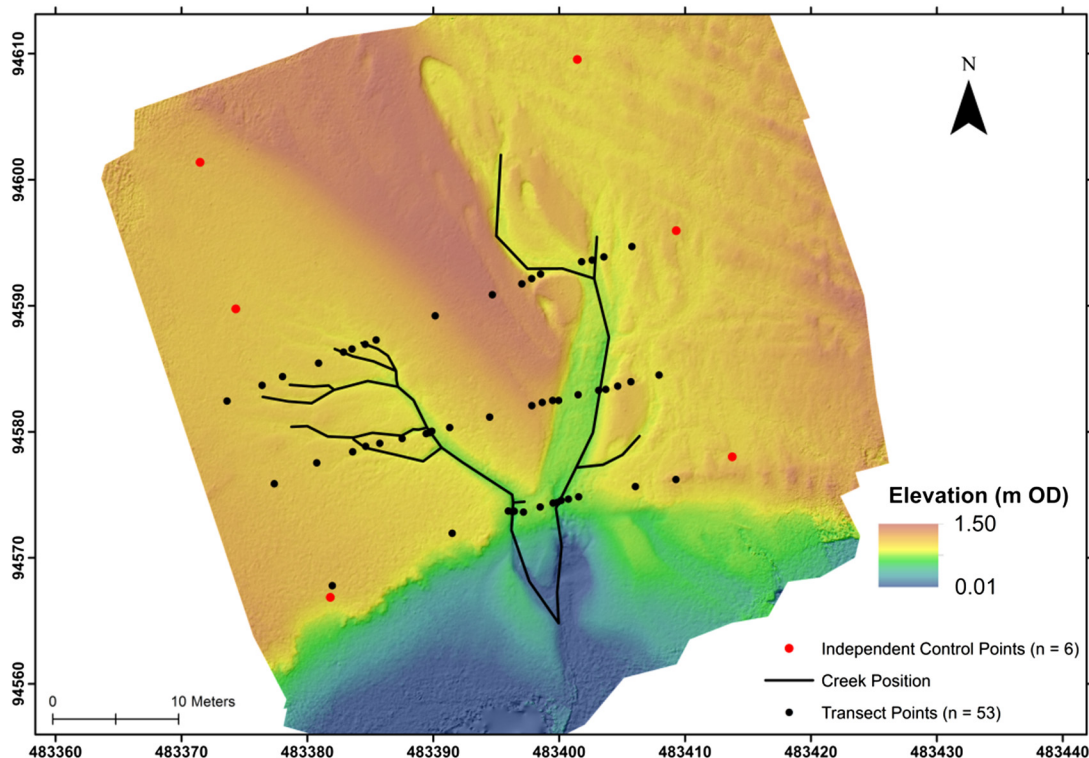 94610
94600
94590
94580
94570
94560
N
Elevation (m OD)
1.50
0.01
Independent Control Points (n = 6)
Creek Position
Transect Points (n = 53)
0 10 Meters
483360 483370 483380 483390 483400 483410 483420 483430 483440